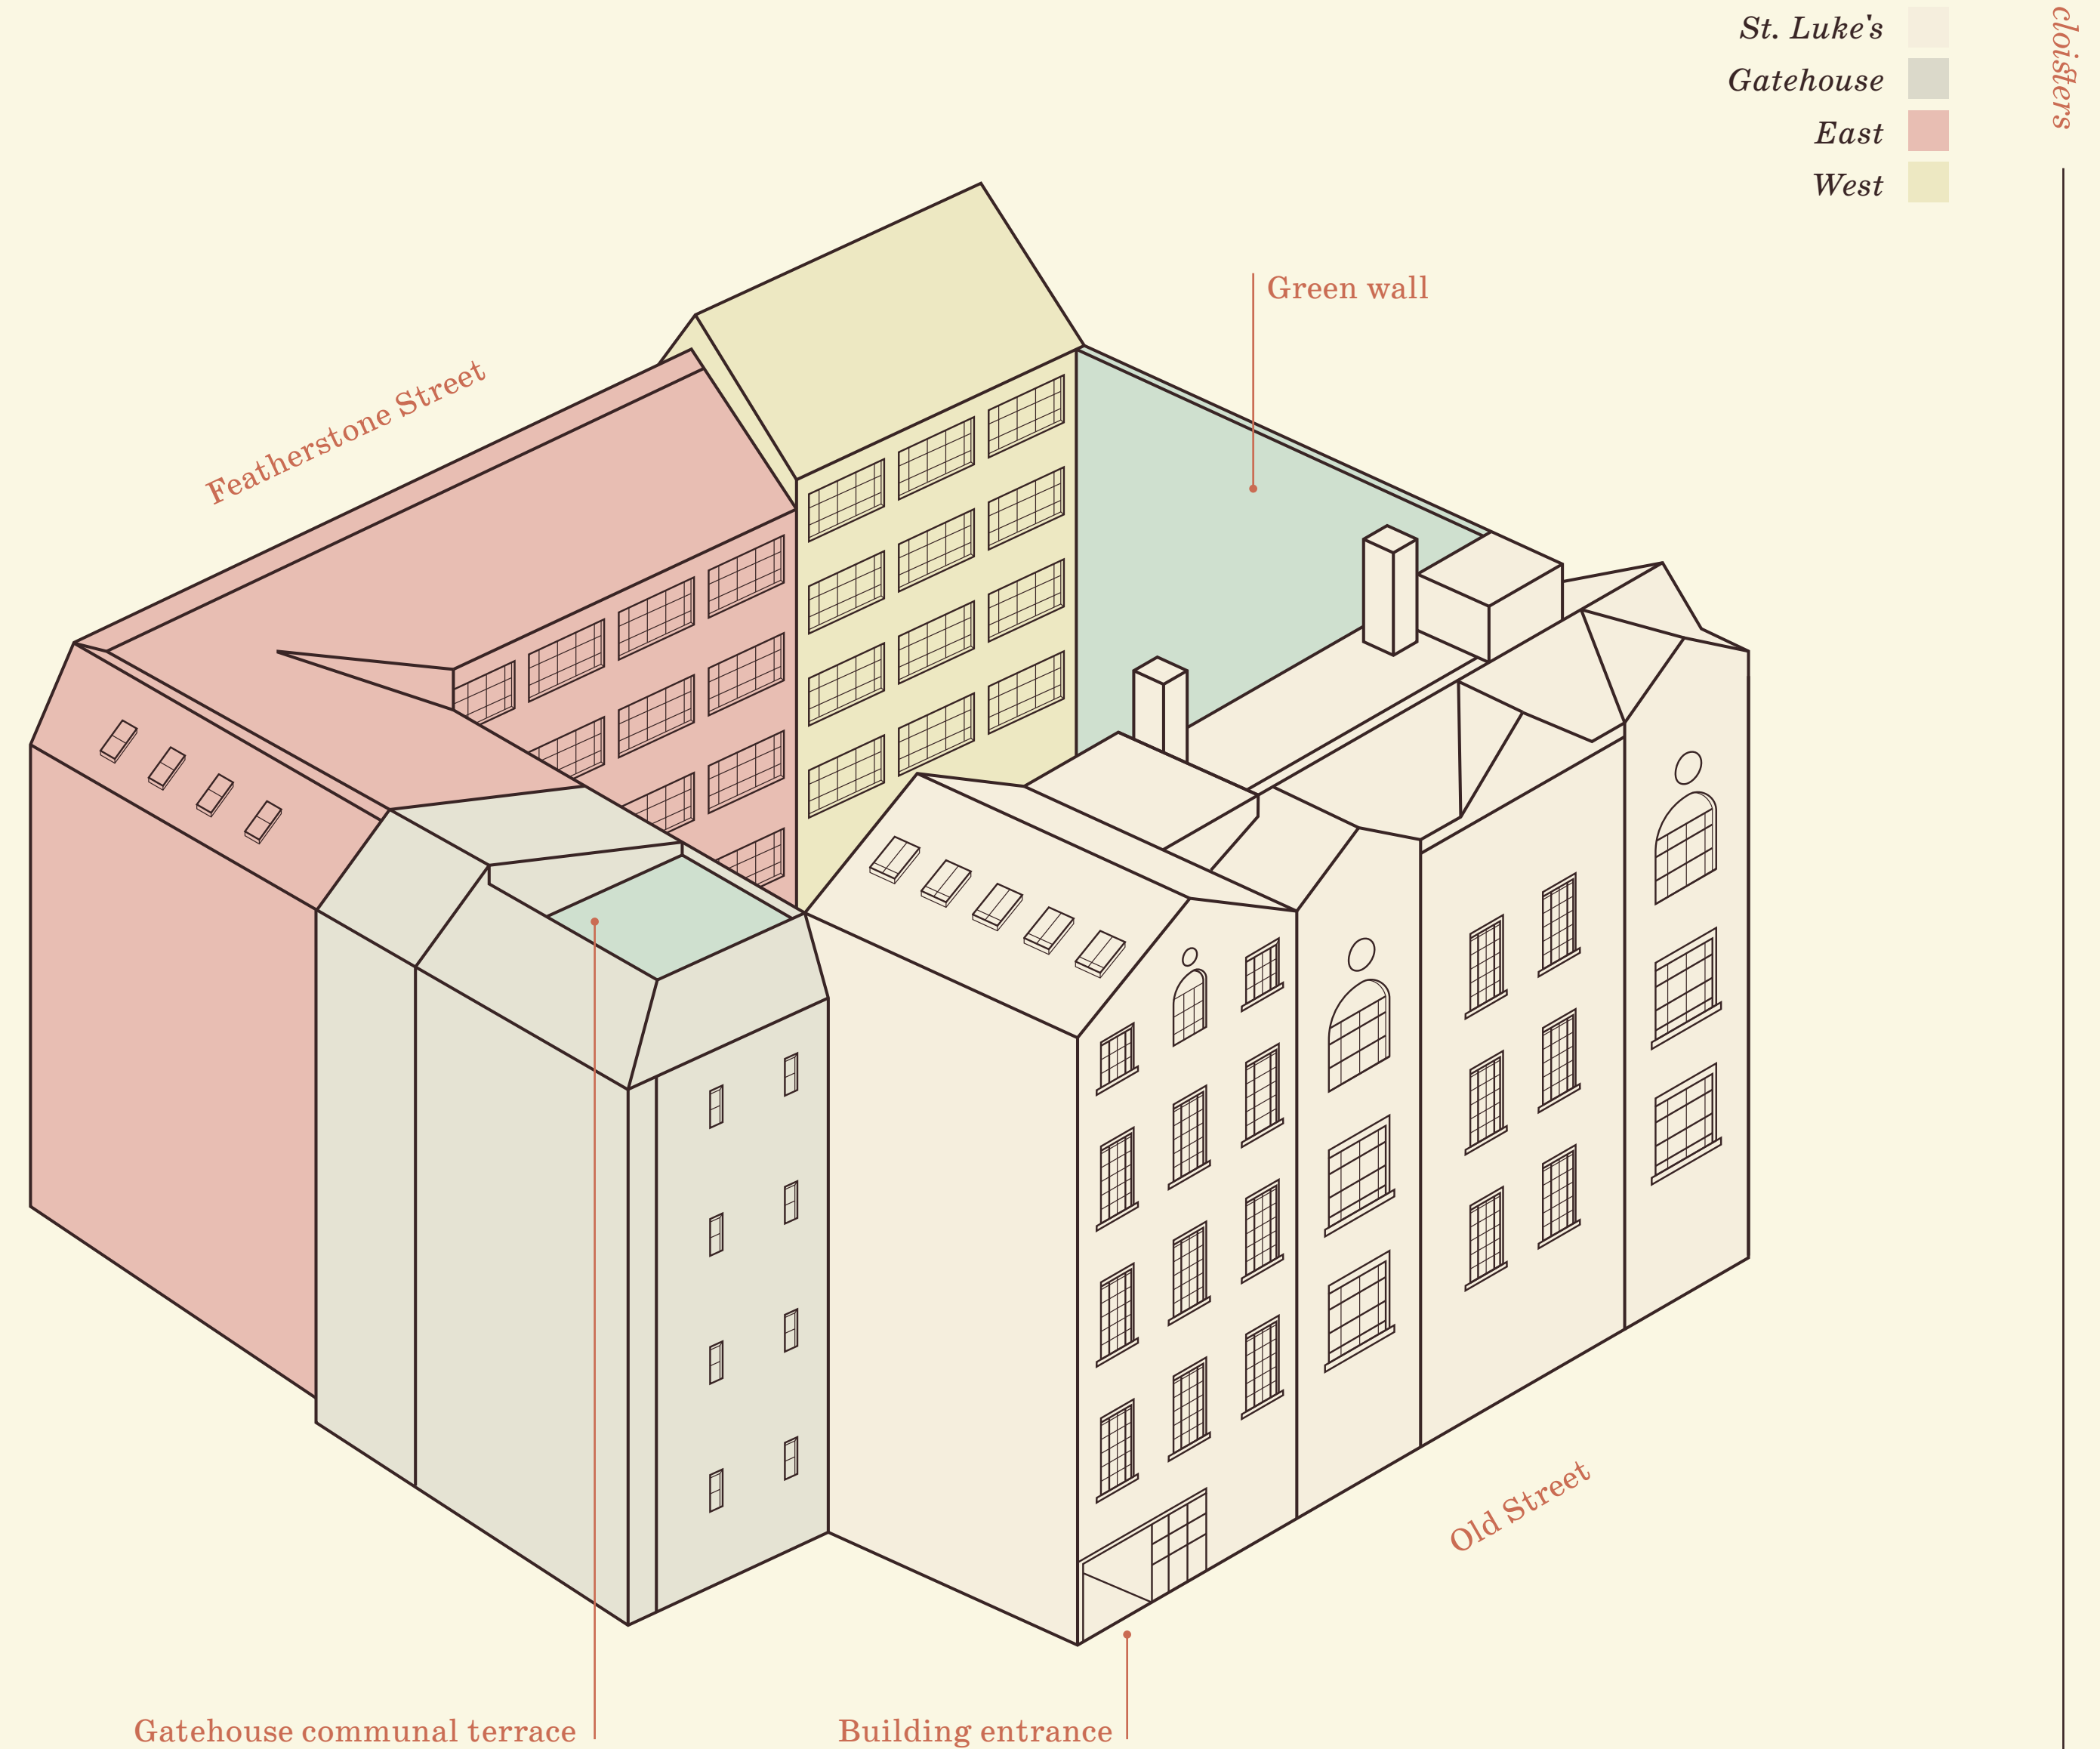 St. Luke's
Gatehouse
East
West
cloisters
Green wall
Featherstone Street
Old Street
Gatehouse communal terrace
Building entrance